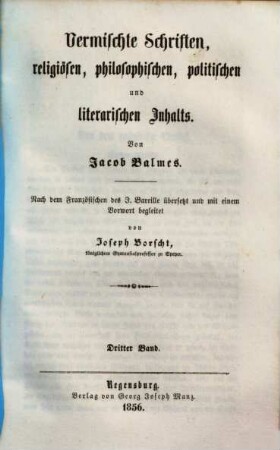 Vermischte Schriften,
religiösen, philosophischen, politischen
und
literarischen Inhalts.
Von
Jacob Balmes.
Nach dem Französischen des J. Bareille übersetzt und mit einem
Vorwort begleitet
von
Joseph Borscht,
königlichem Gymnasialprofessor zu Speyer.
Dritter Band.
Regensburg.
Verlag von Georg Joseph Manz.
1856.